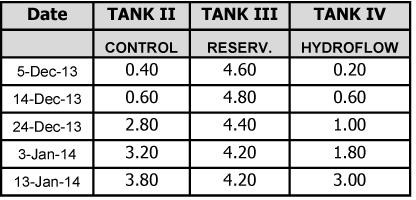 Date TANK II TANK III TANK IV
CONTROL RESERV. HYDROFLOW
5-Dec-13 0.40 4.60 0.20
14-Dec-13 0.60 4.80 0.60
24-Dec-13 2.80 4.40 1.00
3-Jan-14 3.20 4.20 1.80
13-Jan-14 3.80 4.20 3.00